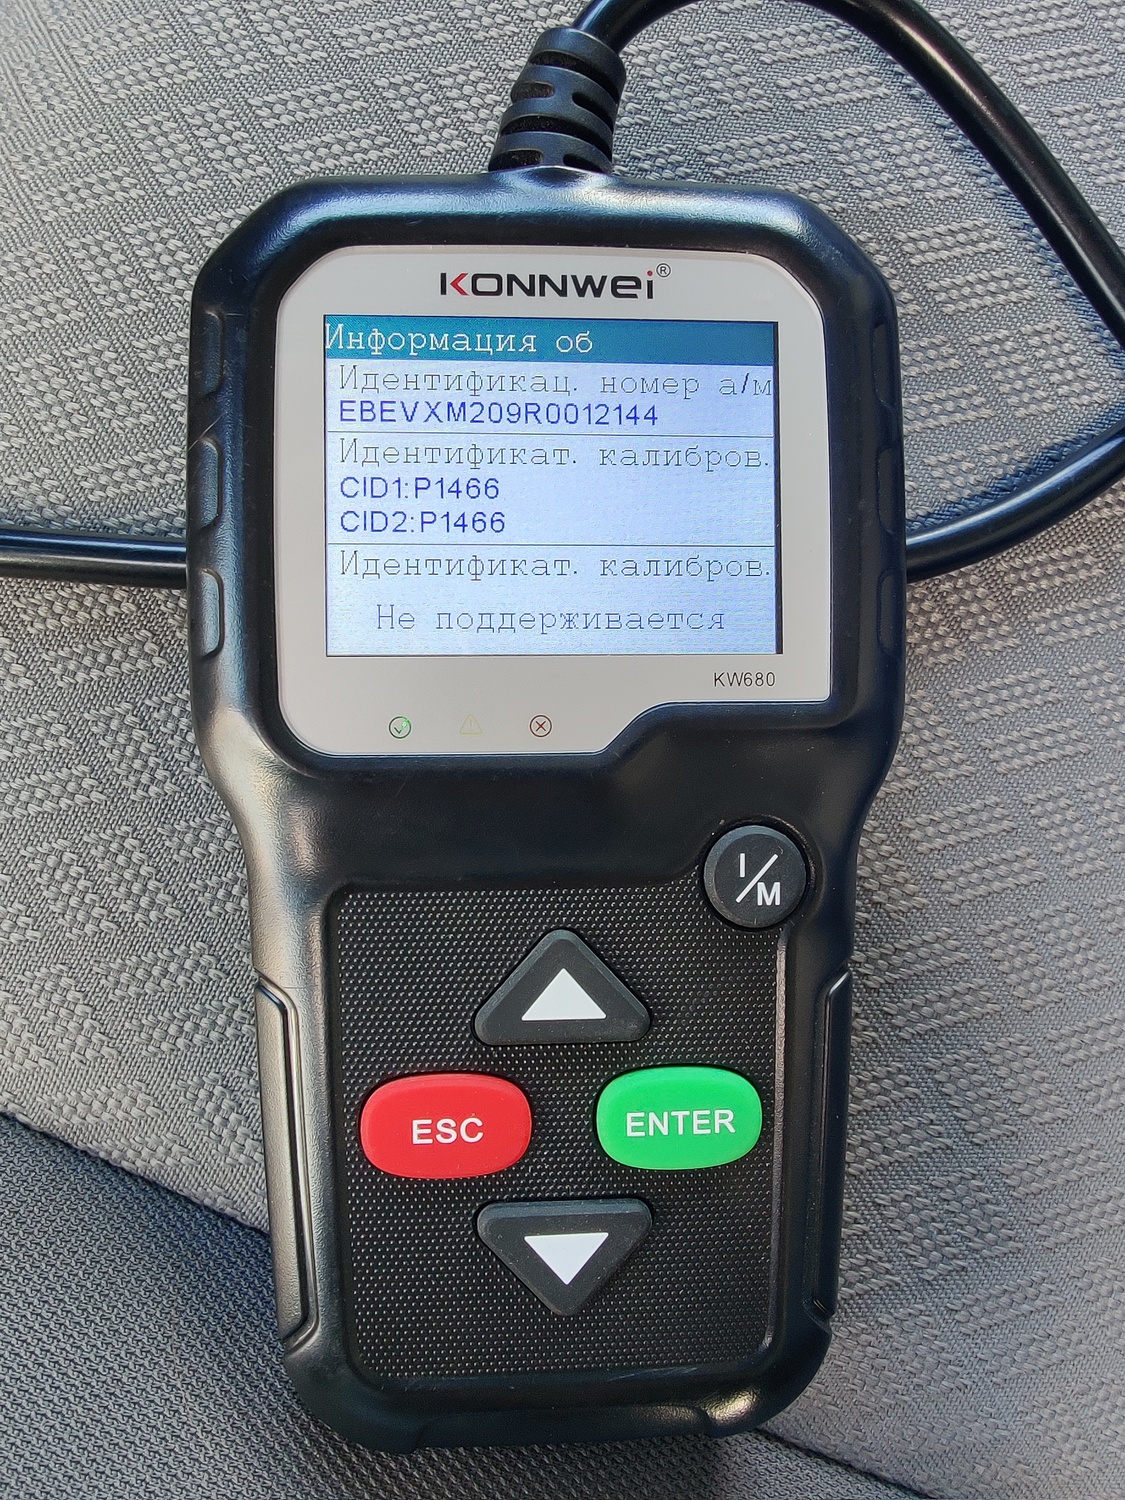 KONNWEI®
Информация об
Идентификац. номер а/м
EBEVXM209R0012144
Идентификат. калибров.
CID1:P1466
CID2:P1466
Идентификат. калибров.
Не поддерживается
KW680
I/M
ESC
ENTER